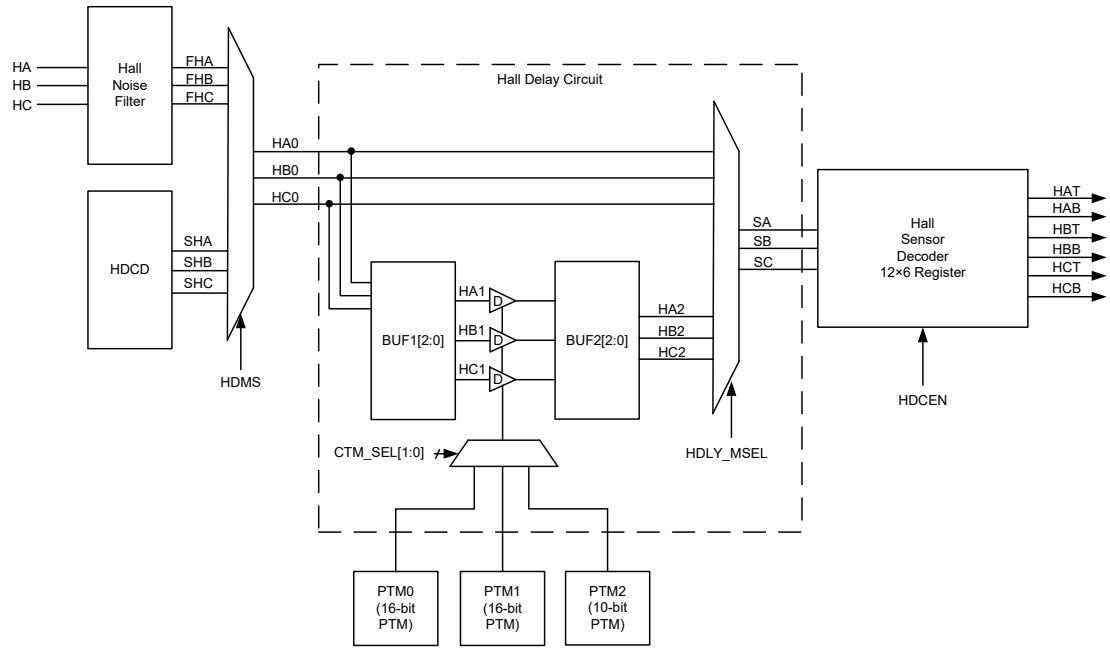 HA
HB
HC
Hall
Noise
Filter
FHA
FHB
FHC
HDCD
SHA
SHB
SHC
HDMS
HA0
HB0
HC0
Hall Delay Circuit
BUF1[2:0]
HA1
HB1
HC1
D
D
D
BUF2[2:0]
HA2
HB2
HC2
CTM_SEL[1:0]
HDLY_MSEL
PTM0
(16-bit
PTM)
PTM1
(16-bit
PTM)
PTM2
(10-bit
PTM)
SA
SB
SC
Hall
Sensor
Decoder
12×6 Register
HDCEN
HAT
HAB
HBT
HBB
HCT
HCB